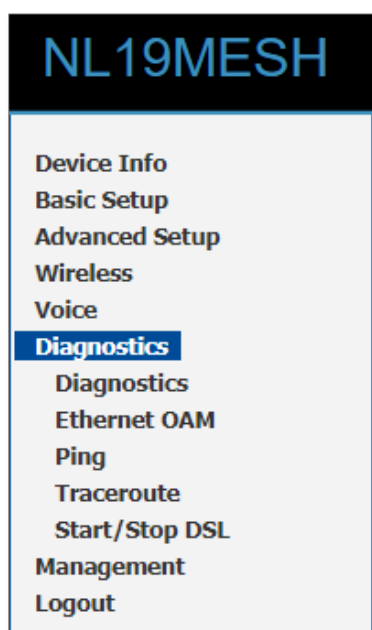 NL19MESH
Device Info
Basic Setup
Advanced Setup
Wireless
Voice
Diagnostics
Diagnostics
Ethernet OAM
Ping
Traceroute
Start/Stop DSL
Management
Logout